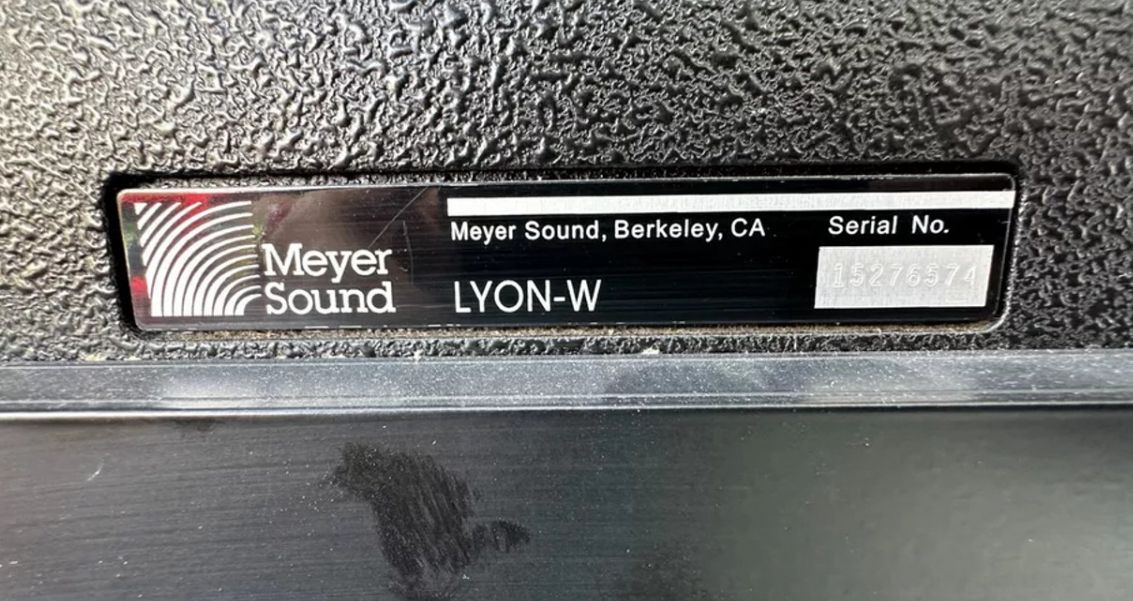 Meyer
Sound
Meyer Sound, Berkeley, CA
LYON-W
Serial No.
15276574